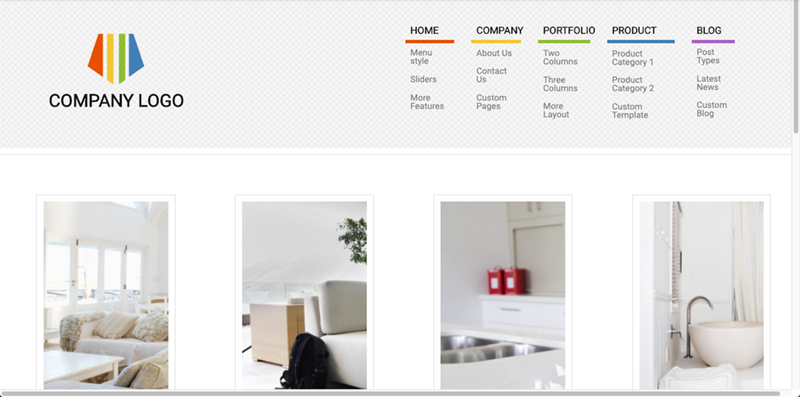 COMPANY LOGO
HOME
Menu
style
Sliders
More
Features
COMPANY
About Us
Contact
Us
Custom
Pages
PORTFOLIO
Two
Columns
Three
Columns
More
Layout
PRODUCT
Product
Category 1
Product
Category 2
Custom
Template
BLOG
Post
Types
Latest
News
Custom
Blog